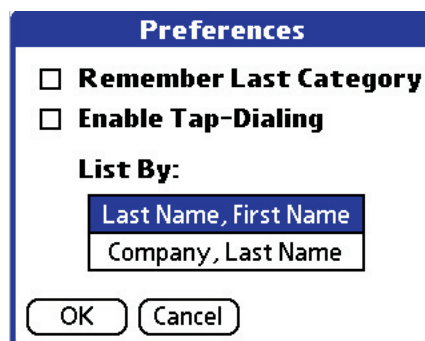 Preferences
Remember Last Category
Enable Tap-Dialing
List By:
Last Name, First Name
Company, Last Name
OK Cancel